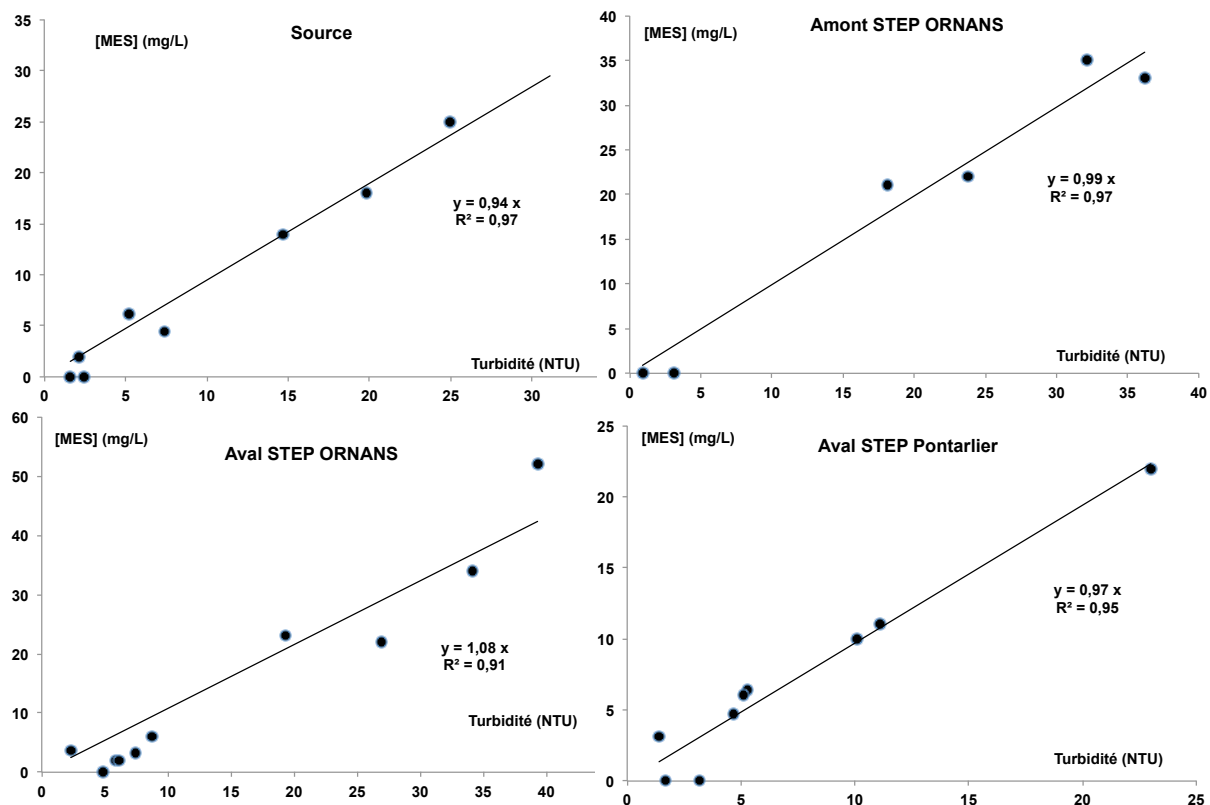 Source
[MES] (mg/L)
35
30
25
20
15
10
5
0
y = 0,94 x
R² = 0,97
Turbidité (NTU)
0 5 10 15 20 25 30
Amont STEP ORNANS
[MES] (mg/L)
40
35
30
25
20
15
10
5
0
y = 0,99 x
R² = 0,97
Turbidité (NTU)
0 5 10 15 20 25 30 35 40
Aval STEP ORNANS
[MES] (mg/L)
60
50
40
30
20
10
0
y = 1,08 x
R² = 0,91
Turbidité (NTU)
0 5 10 15 20 25 30 35 40
Aval STEP Pontarlier
[MES] (mg/L)
25
20
15
10
5
0
y = 0,97 x
R² = 0,95
Turbidité (NTU)
0 5 10 15 20 25